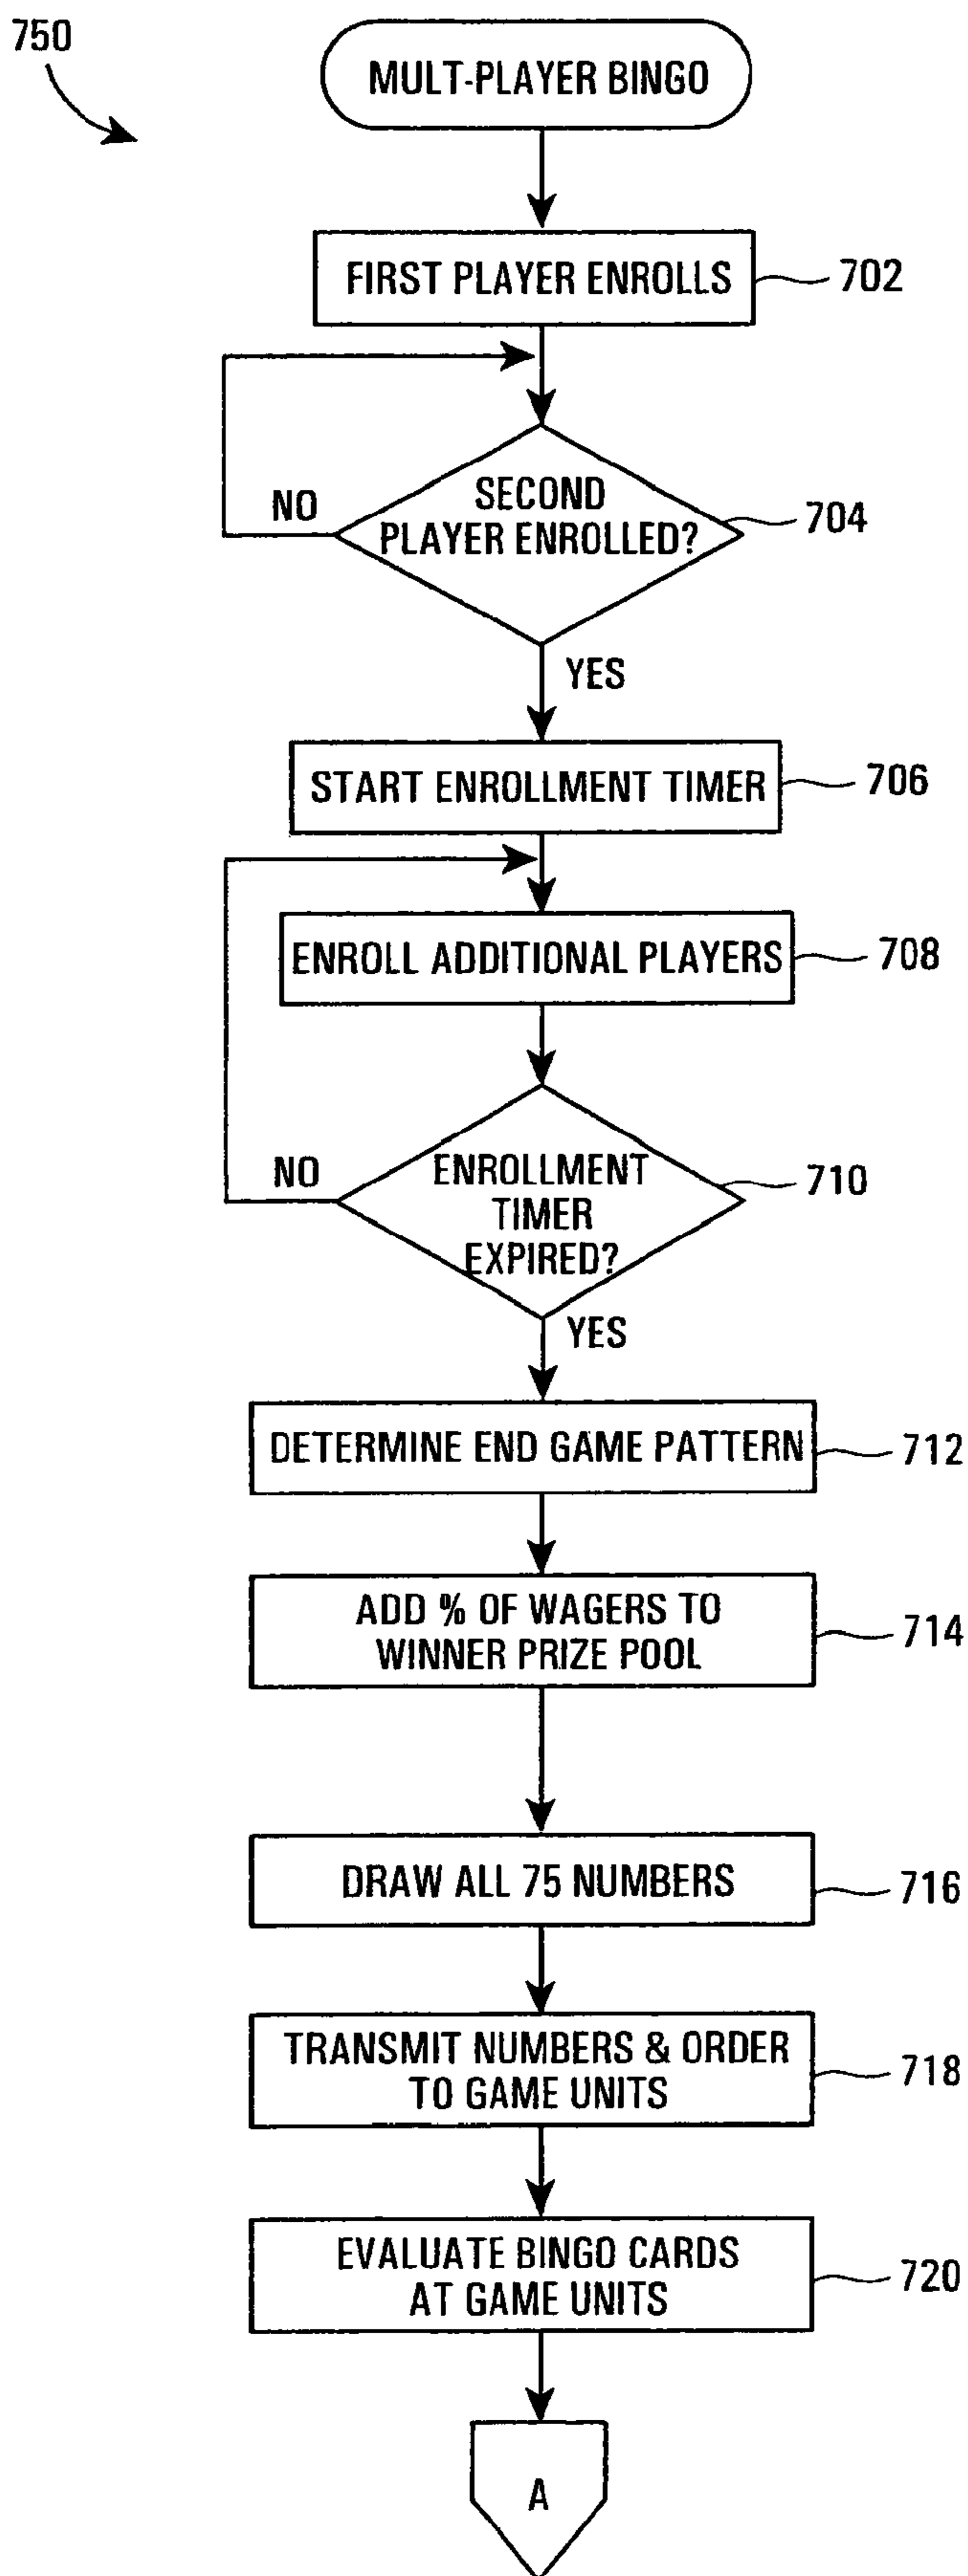 750
MULT-PLAYER BINGO
FIRST PLAYER ENROLLS
702
NO
SECOND
PLAYER ENROLLED?
704
YES
START ENROLLMENT TIMER
706
ENROLL ADDITIONAL PLAYERS
708
NO
ENROLLMENT
TIMER
EXPIRED?
710
YES
DETERMINE END GAME PATTERN
712
ADD % OF WAGERS TO
WINNER PRIZE POOL
714
DRAW ALL 75 NUMBERS
716
TRANSMIT NUMBERS & ORDER
TO GAME UNITS
718
EVALUATE BINGO CARDS
AT GAME UNITS
720
A